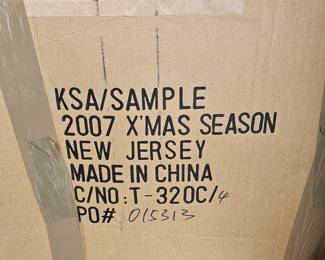 KSA/SAMPLE
2007 X'MAS SEASON
NEW JERSEY
MADE IN CHINA
C/NO:T-320C/4
PO# 015313